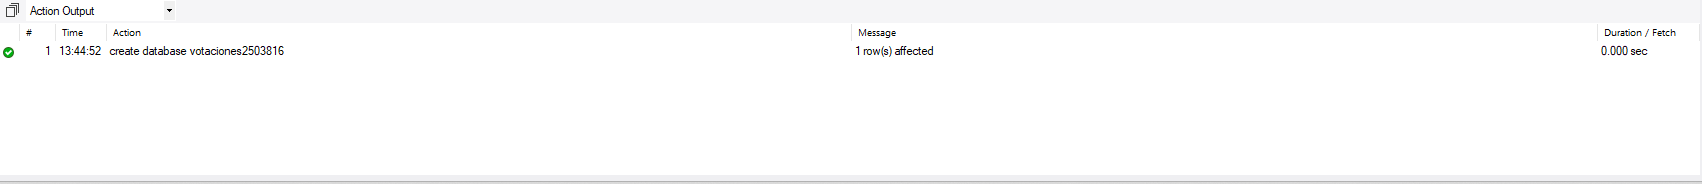 Action Output
# Time Action Message Duration / Fetch
1 13:44:52 create database votaciones2503816 1 row(s) affected 0.000 sec